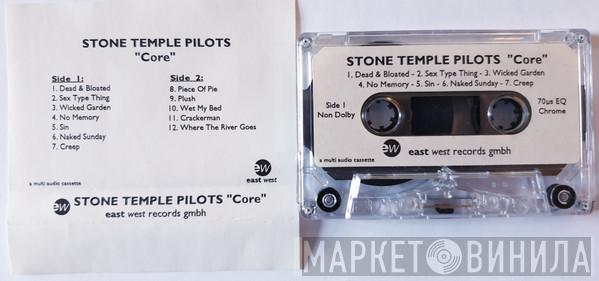 STONE TEMPLE PILOTS
"Core"
Side 1:
1. Dead & Bloated
2. Sex Type Thing
3. Wicked Garden
4. No Memory
5. Sin
6. Naked Sunday
7. Creep
Side 2:
8. Piece Of Pie
9. Plush
10. Wet My Bed
11. Crackerman
12. Where The River Goes
ew
a multi audio cassette
east west
ew STONE TEMPLE PILOTS "Core"
east west records gmbh
STONE TEMPLE PILOTS "Core"
1. Dead & Bloated - 2. Sex Type Thing - 3. Wicked Garden
4. No Memory - 5. Sin - 6. Naked Sunday - 7. Creep
Side 1
Non Dolby
70µs EQ
Chrome
ew east west records gmbh
a multi audio cassette
МАРКЕТ ВИНИЛА